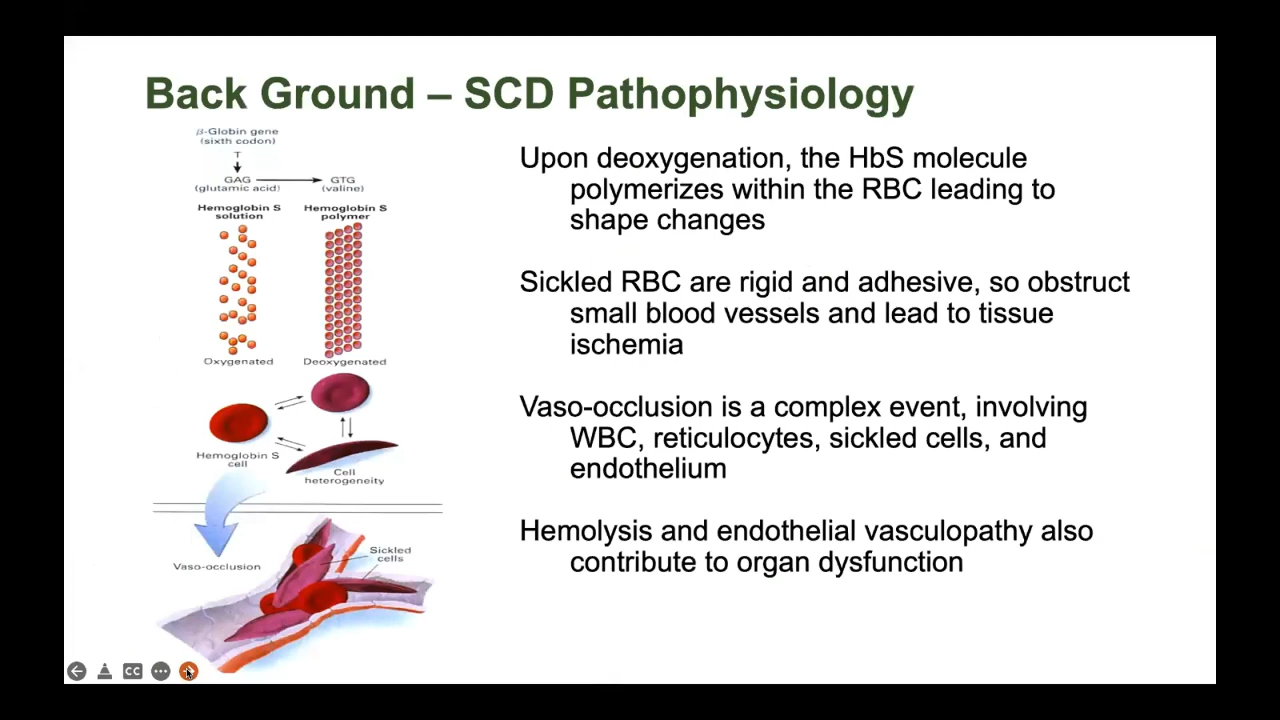 Back Ground – SCD Pathophysiology
β-Globin gene
(sixth codon)
T
GAG
GTG
(glutamic acid)
(valine)
Hemoglobin S
solution
Hemoglobin S
polymer
Oxygenated
Deoxygenated
Hemoglobin S
cell
Cell
heterogeneity
Vaso-occlusion
Sickled
cells
Upon deoxygenation, the HbS molecule
polymerizes within the RBC leading to
shape changes
Sickled RBC are rigid and adhesive, so obstruct
small blood vessels and lead to tissue
ischemia
Vaso-occlusion is a complex event, involving
WBC, reticulocytes, sickled cells, and
endothelium
Hemolysis and endothelial vasculopathy also
contribute to organ dysfunction
CC